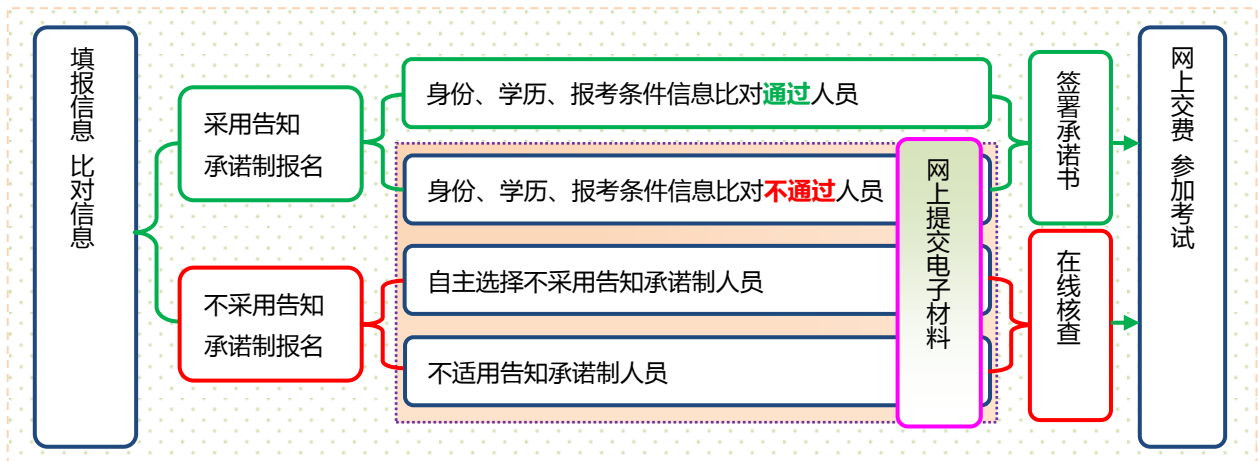 填报信息 比对信息
采用告知
承诺制报名
不采用告知
承诺制报名
身份、学历、报考条件信息比对通过人员
身份、学历、报考条件信息比对不通过人员
自主选择不采用告知承诺制人员
不适用告知承诺制人员
网上提交电子材料
签署承诺书
在线核查
网上交费 参加考试